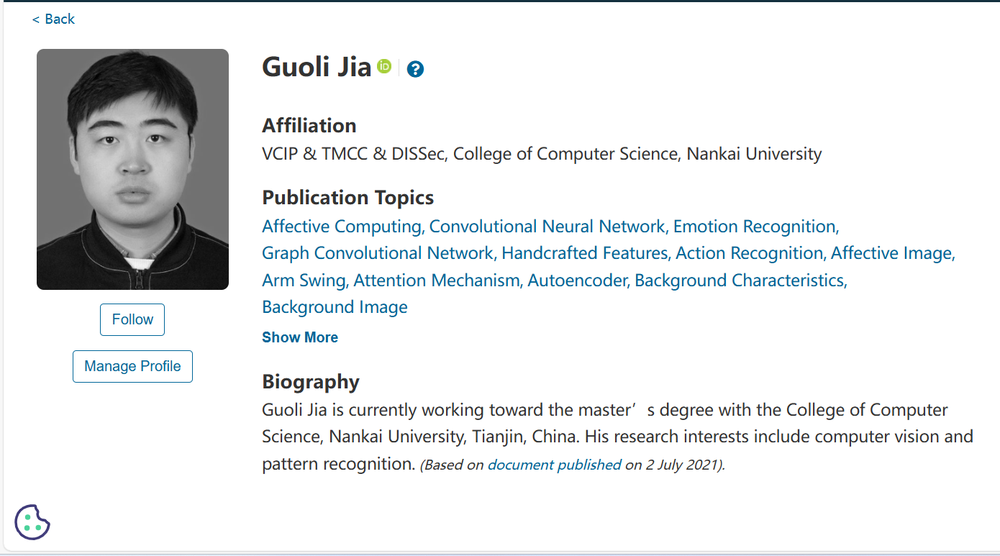 < Back
Guoli Jia iD ?
Affiliation
VCIP & TMCC & DISSec, College of Computer Science, Nankai University
Publication Topics
Affective Computing, Convolutional Neural Network, Emotion Recognition,
Graph Convolutional Network, Handcrafted Features, Action Recognition, Affective Image,
Arm Swing, Attention Mechanism, Autoencoder, Background Characteristics,
Background Image
Show More
Biography
Guoli Jia is currently working toward the master’s degree with the College of Computer
Science, Nankai University, Tianjin, China. His research interests include computer vision and
pattern recognition. (Based on document published on 2 July 2021).
Follow
Manage Profile